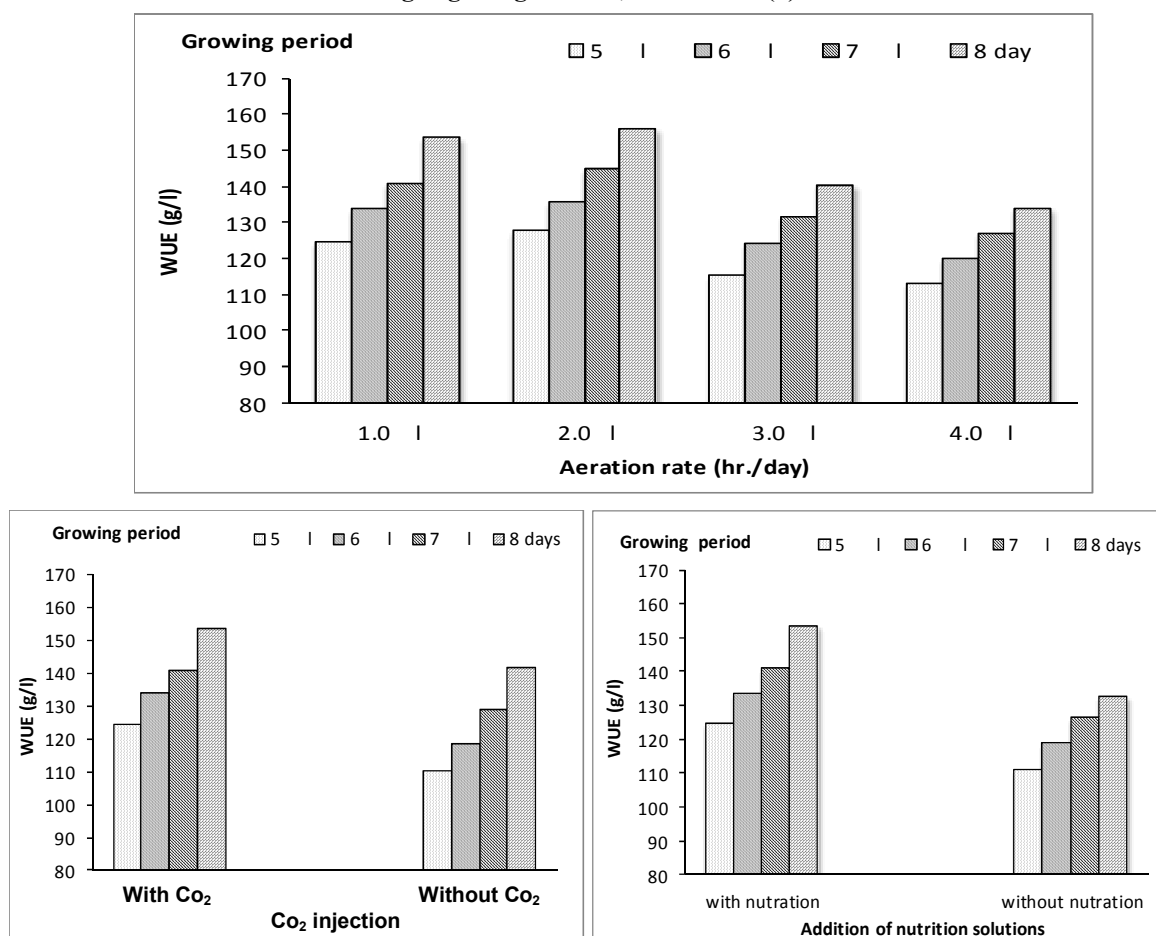 Growing period
5 l 6 l 7 l 8 day
170
160
150
140
130
120
110
100
90
80
WUE (g/l)
1.0 l 2.0 l 3.0 l 4.0 l
Aeration rate (hr./day)
Growing period
5 l 6 l 7 l 8 days
170
160
150
140
130
120
110
100
90
80
WUE (g/l)
With Co₂ Without Co₂
Co₂ injection
Growing period
5 l 6 l 7 l 8 days
170
160
150
140
130
120
110
100
90
80
WUE (g/l)
with nutration without nutration
Addition of nutrition solutions